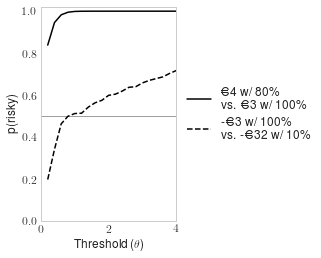 1.0
0.8
0.6
0.4
0.2
0.0
p(risky)
0
2
4
Threshold (θ)
€4 w/ 80%
vs. €3 w/ 100%
-€3 w/ 100%
vs. -€32 w/ 10%